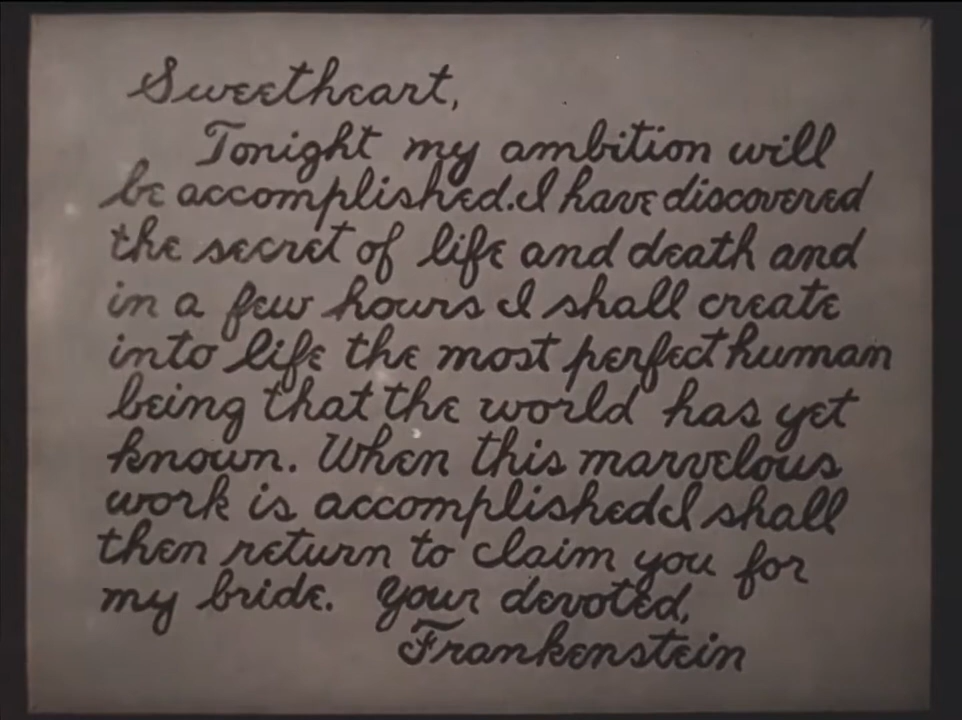 Sweetheart,
Tonight my ambition will
be accomplished. I have discovered
the secret of life and death and
in a few hours I shall create
into life the most perfect human
being that the world has yet
known. When this marvelous
work is accomplished I shall
then return to claim you for
my bride. Your devoted,
Frankenstein